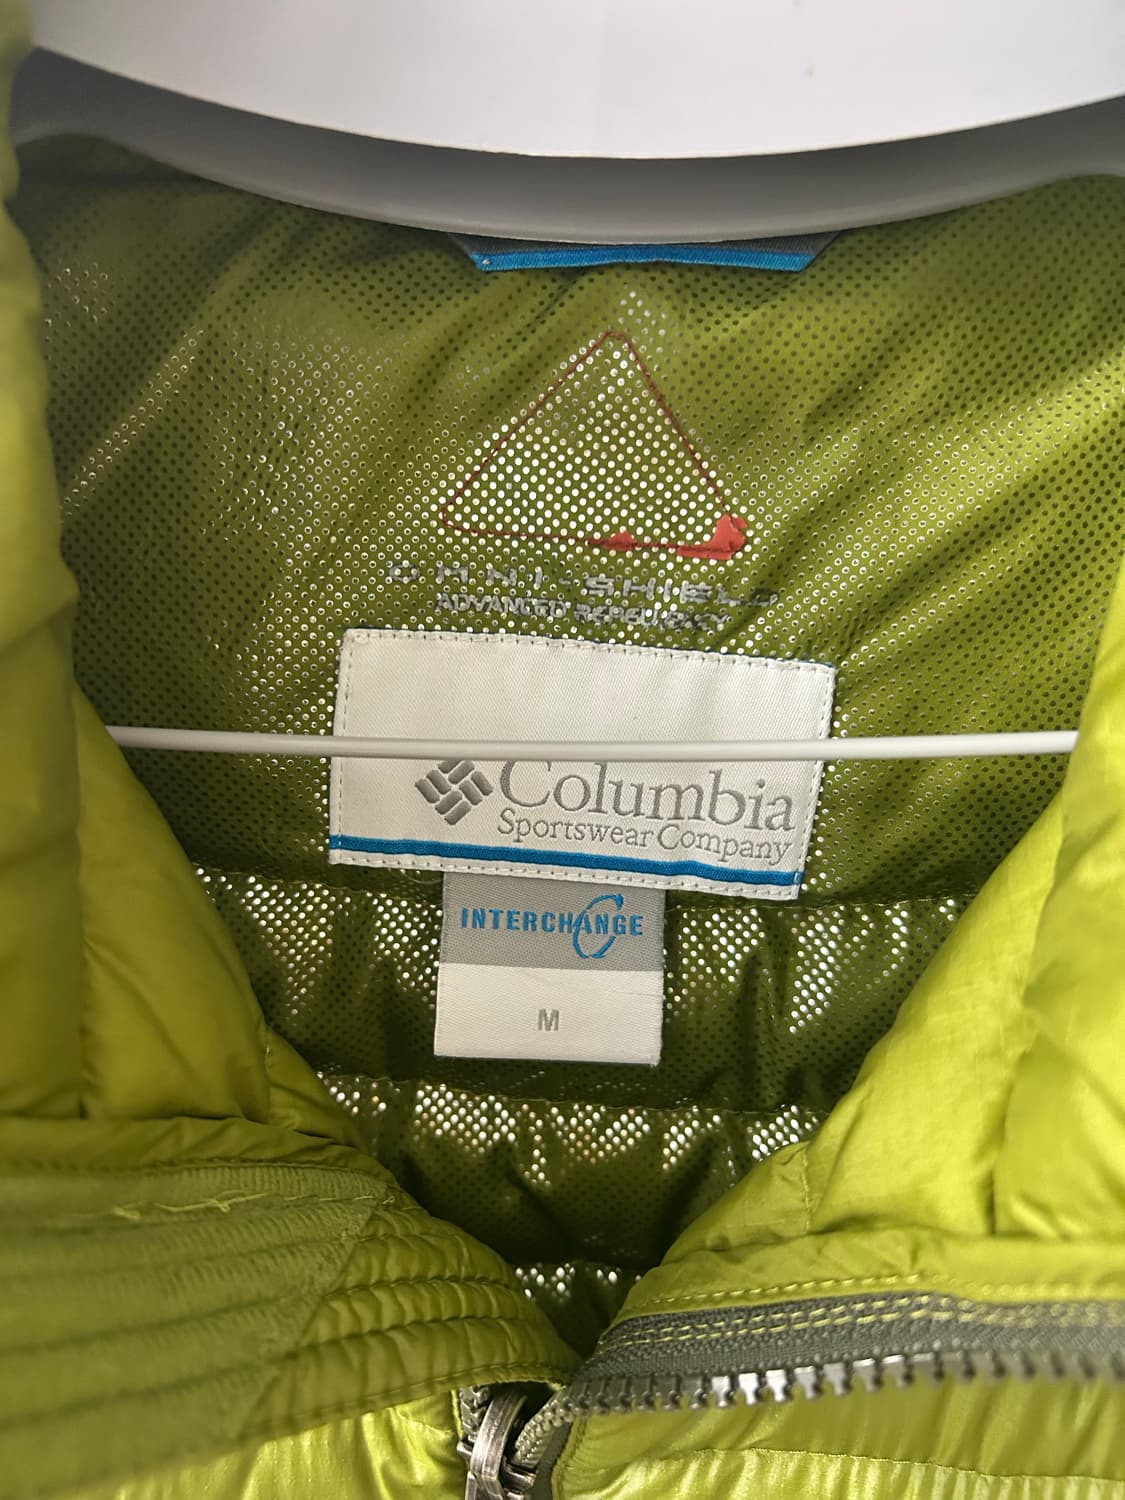 OMNI-SHIELD
ADVANCED REPELLENCY
Columbia
Sportswear Company
INTERCHANGE
M